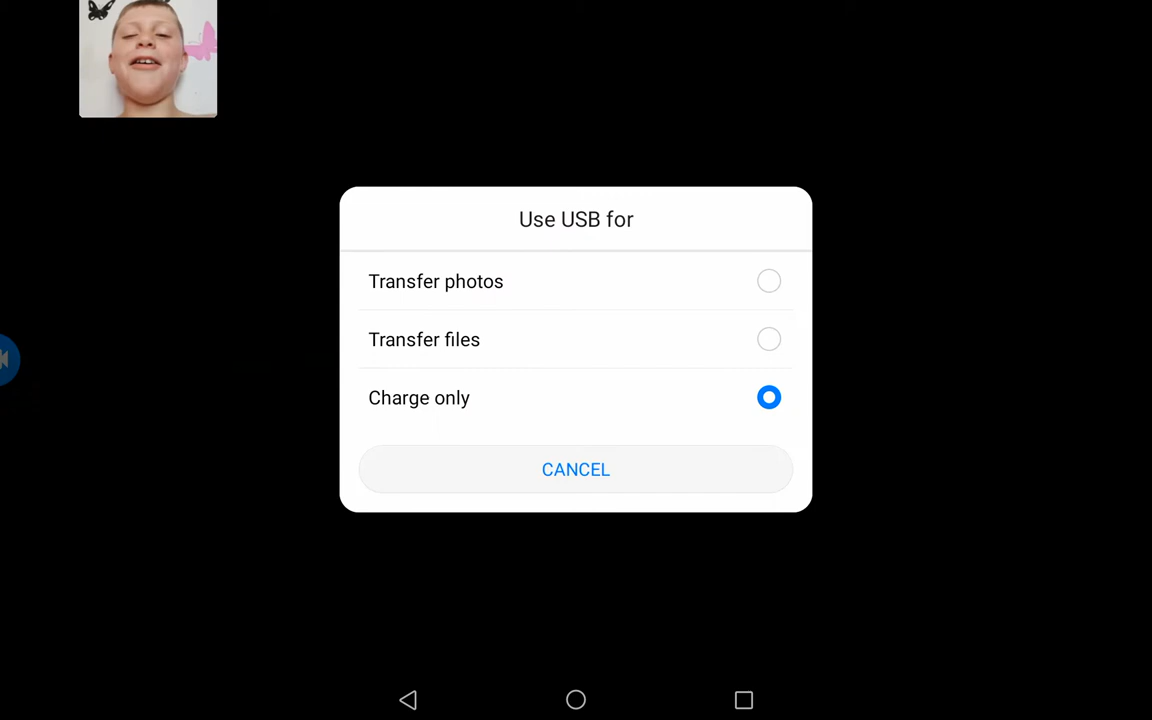 Use USB for
Transfer photos
Transfer files
Charge only
CANCEL